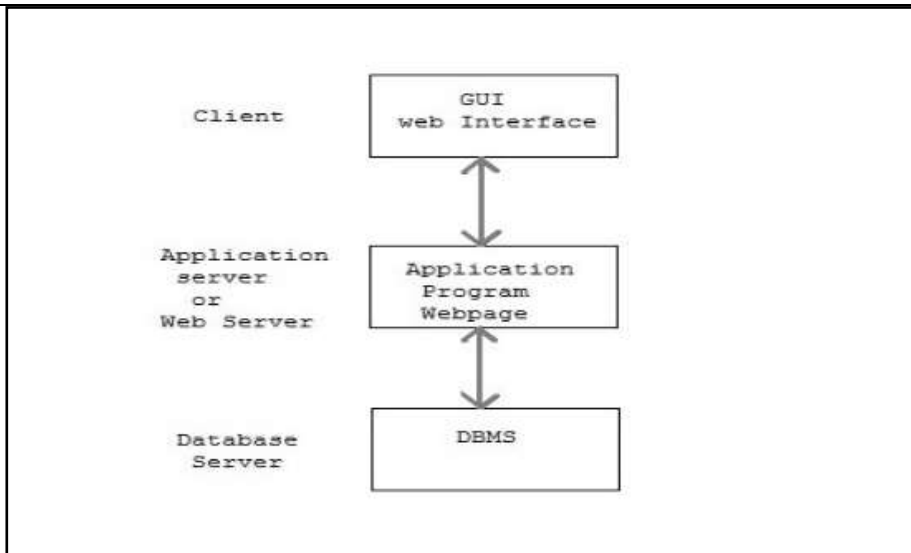 Client
GUI
web Interface
Application
server
or
Web Server
Application
Program
Webpage
Database
Server
DBMS